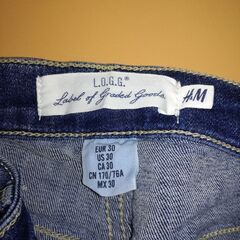 L.O.G.G.®
Label of Graded Goods
H&M
EUR 30
US 30
CA 30
CN 170/76A
MX 30